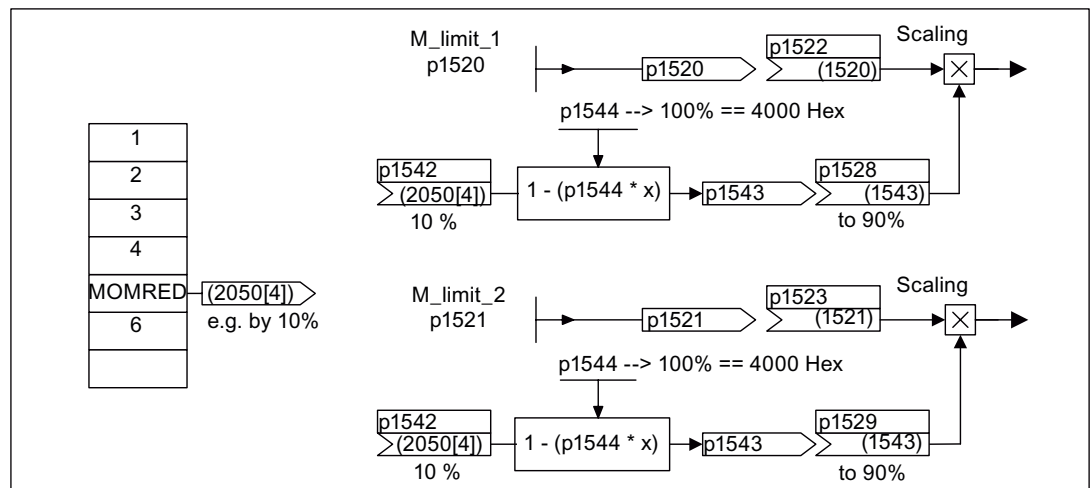 1
2
3
4
MOMRED
6
(2050[4])
e.g. by 10%
M_limit_1
p1520
p1520
p1522
(1520)
Scaling
×
p1544 --> 100% == 4000 Hex
p1542
(2050[4])
10 %
1 - (p1544 * x)
p1543
p1528
(1543)
to 90%
M_limit_2
p1521
p1521
p1523
(1521)
Scaling
×
p1544 --> 100% == 4000 Hex
p1542
(2050[4])
10 %
1 - (p1544 * x)
p1543
p1529
(1543)
to 90%